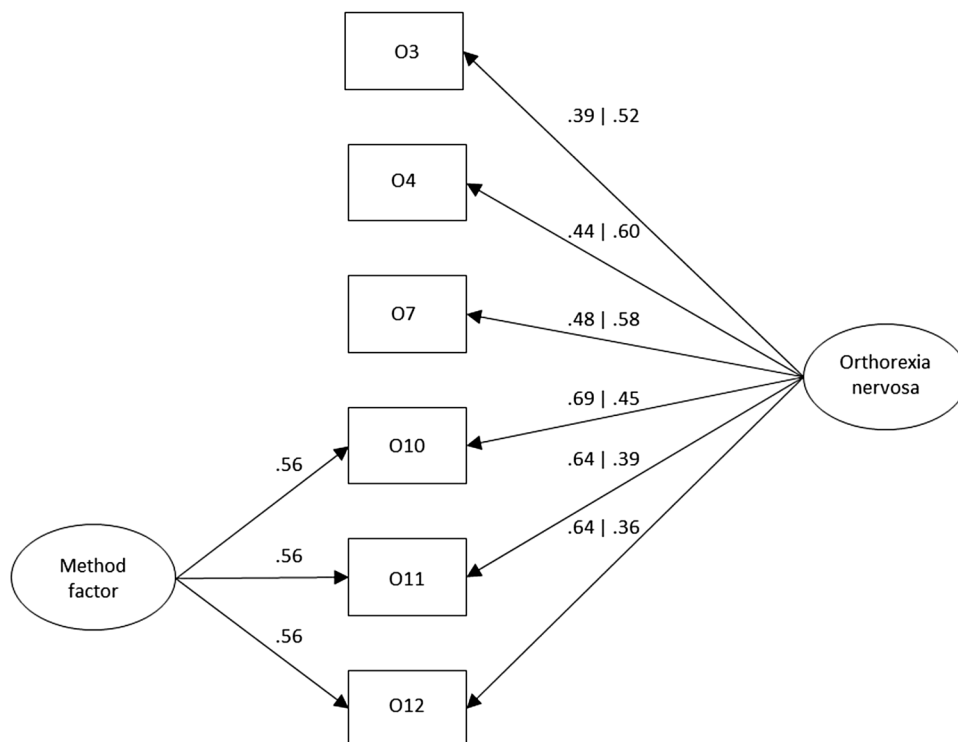 O3
.39 | .52
O4
.44 | .60
O7
.48 | .58
Orthorexia
nervosa
.69 | .45
O10
.56
.64 | .39
.64 | .36
Method
factor
.56
O11
.56
O12